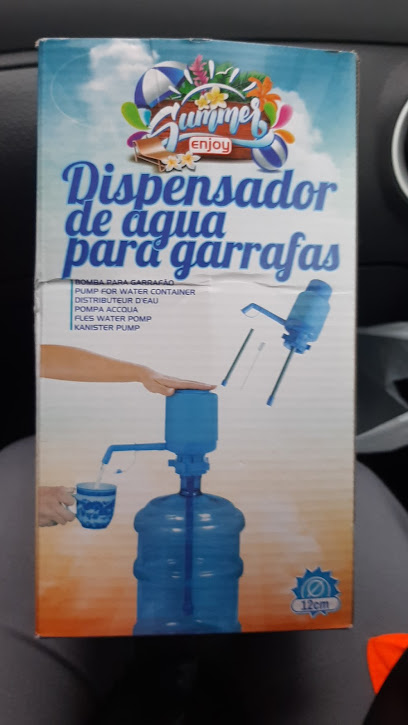 Summer
enjoy
Dispensador
de água
para garrafas
BOMBA PARA GARRAFÃO
PUMP FOR WATER CONTAINER
DISTRIBUTEUR D'EAU
POMPA ACCQUA
FLES WATER POMP
KANISTER PUMP
12cm